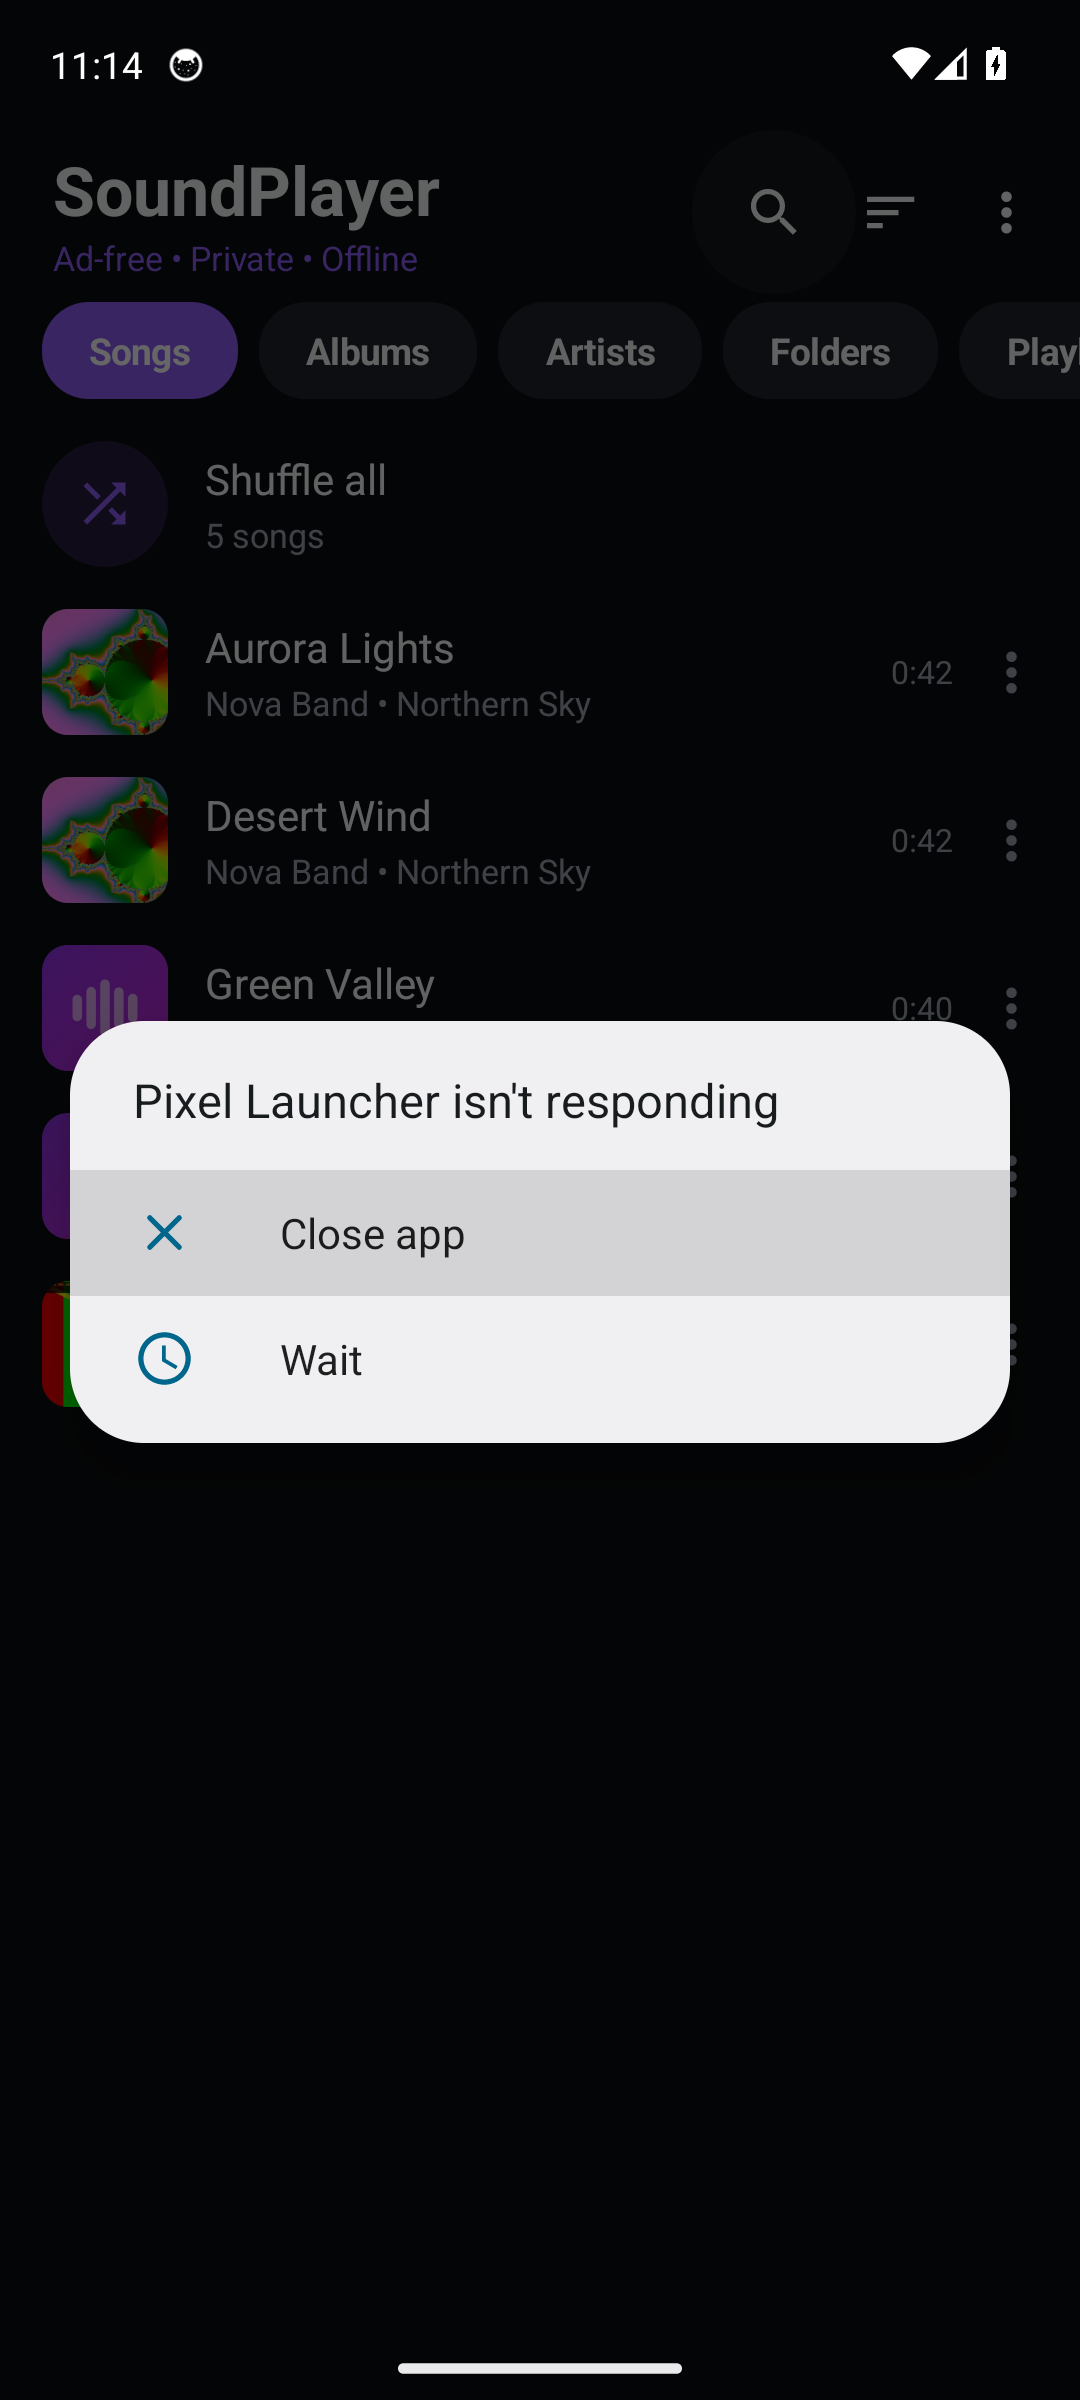 11:14
SoundPlayer
Ad-free • Private • Offline
Songs Albums Artists Folders
Shuffle all
5 songs
Aurora Lights
0:42
Nova Band • Northern Sky
Desert Wind
0:42
Nova Band • Northern Sky
Green Valley
0:40
Pixel Launcher isn't responding
Close app
Wait